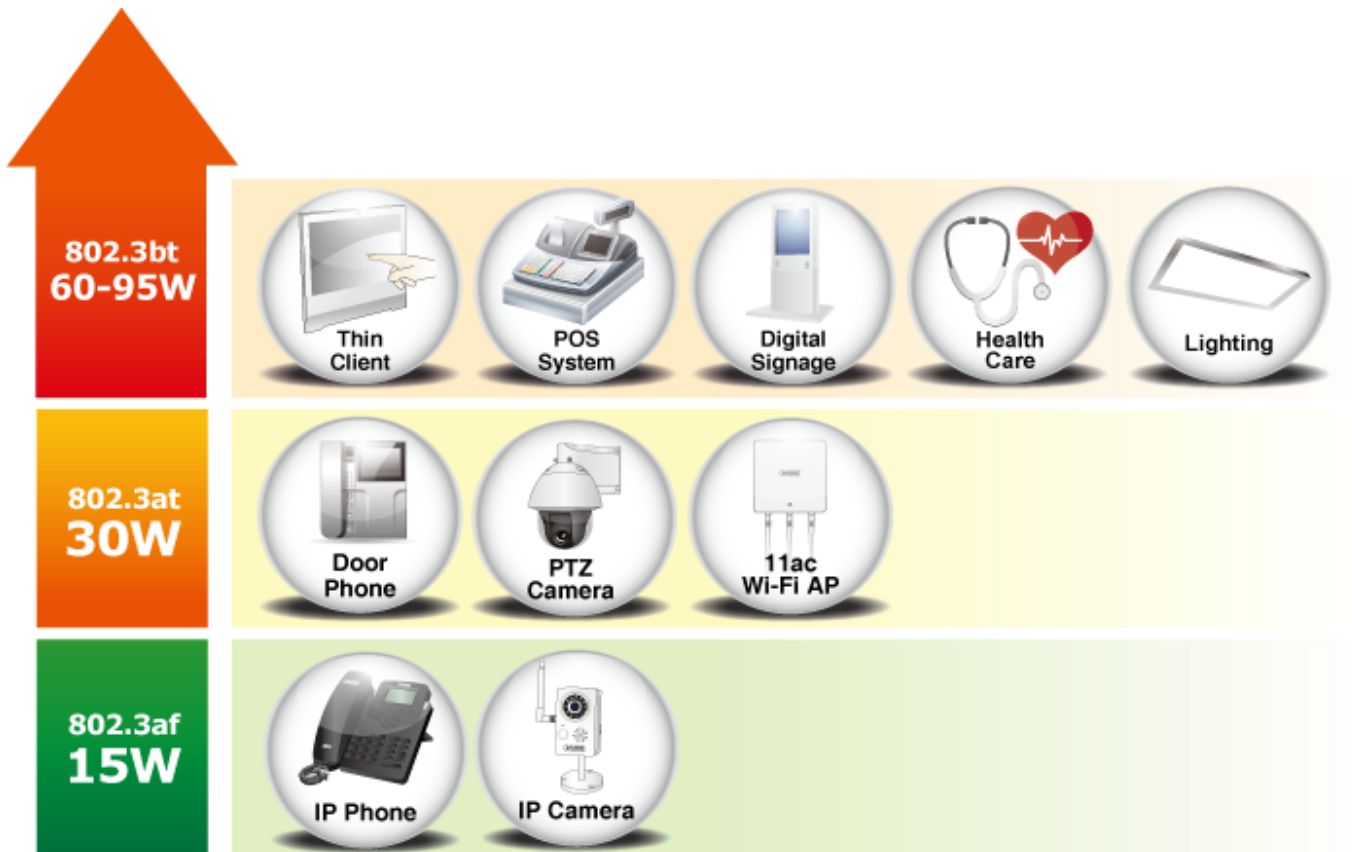 802.3bt
60-95W
Thin
Client
POS
System
Digital
Signage
Health
Care
Lighting
802.3at
30W
Door
Phone
PTZ
Camera
11ac
Wi-Fi AP
802.3af
15W
IP Phone
IP Camera